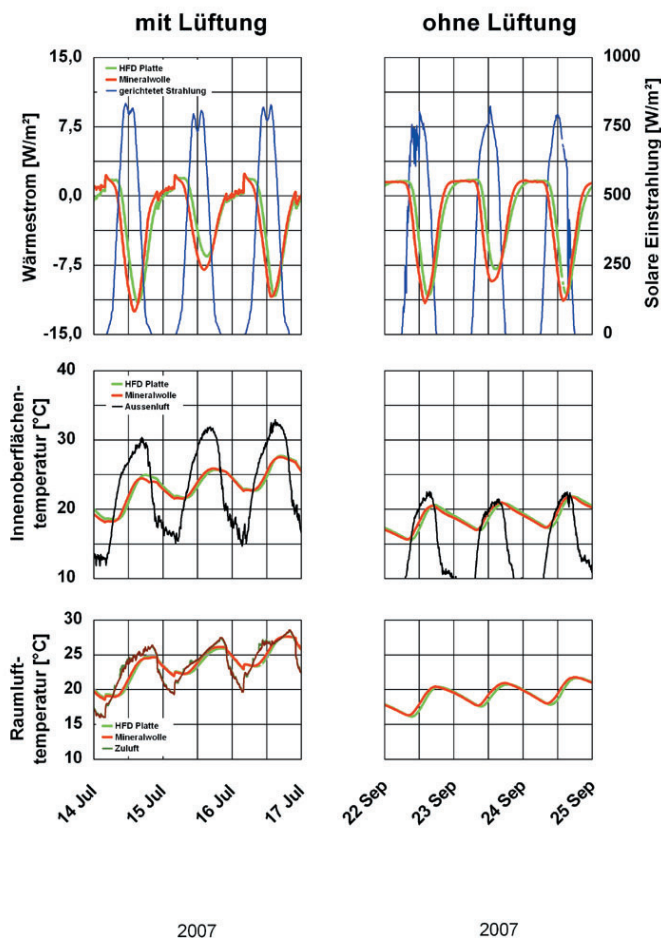 mit Lüftung
ohne Lüftung
15,0
7,5
0,0
-7,5
-15,0
Wärmestrom [W/m²]
HFD Platte
Mineralwolle
gerichtetet Strahlung
1000
750
500
250
0
Solare Einstrahlung [W/m²]
40
30
20
10
Innenoberflächen-
temperatur [°C]
HFD Platte
Mineralwolle
Aussenluft
30
25
20
15
10
Raumluft-
temperatur [°C]
HFD Platte
Mineralwolle
Zuluft
14 Jul
15 Jul
16 Jul
17 Jul
22 Sep
23 Sep
24 Sep
25 Sep
2007
2007